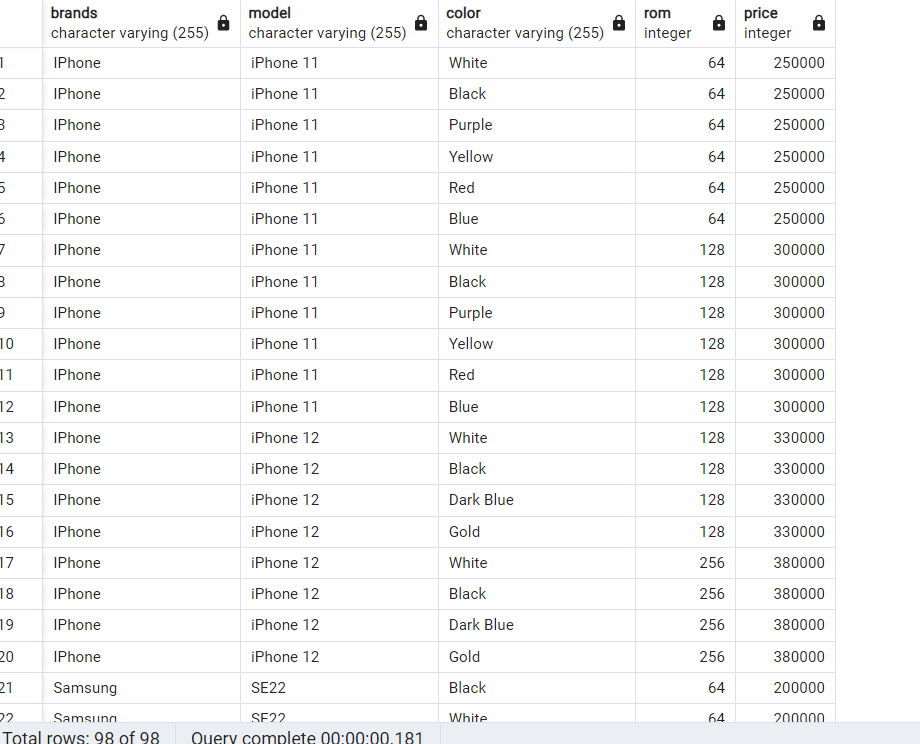 brands model color rom price
character varying (255) character varying (255) character varying (255) integer integer
1 IPhone iPhone 11 White 64 250000
2 IPhone iPhone 11 Black 64 250000
3 IPhone iPhone 11 Purple 64 250000
4 IPhone iPhone 11 Yellow 64 250000
5 IPhone iPhone 11 Red 64 250000
6 IPhone iPhone 11 Blue 64 250000
7 IPhone iPhone 11 White 128 300000
8 IPhone iPhone 11 Black 128 300000
9 IPhone iPhone 11 Purple 128 300000
10 IPhone iPhone 11 Yellow 128 300000
11 IPhone iPhone 11 Red 128 300000
12 IPhone iPhone 11 Blue 128 300000
13 IPhone iPhone 12 White 128 330000
14 IPhone iPhone 12 Black 128 330000
15 IPhone iPhone 12 Dark Blue 128 330000
16 IPhone iPhone 12 Gold 128 330000
17 IPhone iPhone 12 White 256 380000
18 IPhone iPhone 12 Black 256 380000
19 IPhone iPhone 12 Dark Blue 256 380000
20 IPhone iPhone 12 Gold 256 380000
21 Samsung SE22 Black 64 200000
22 Samsung SE22 White 64 200000
Total rows: 98 of 98 Query complete 00:00:00.181